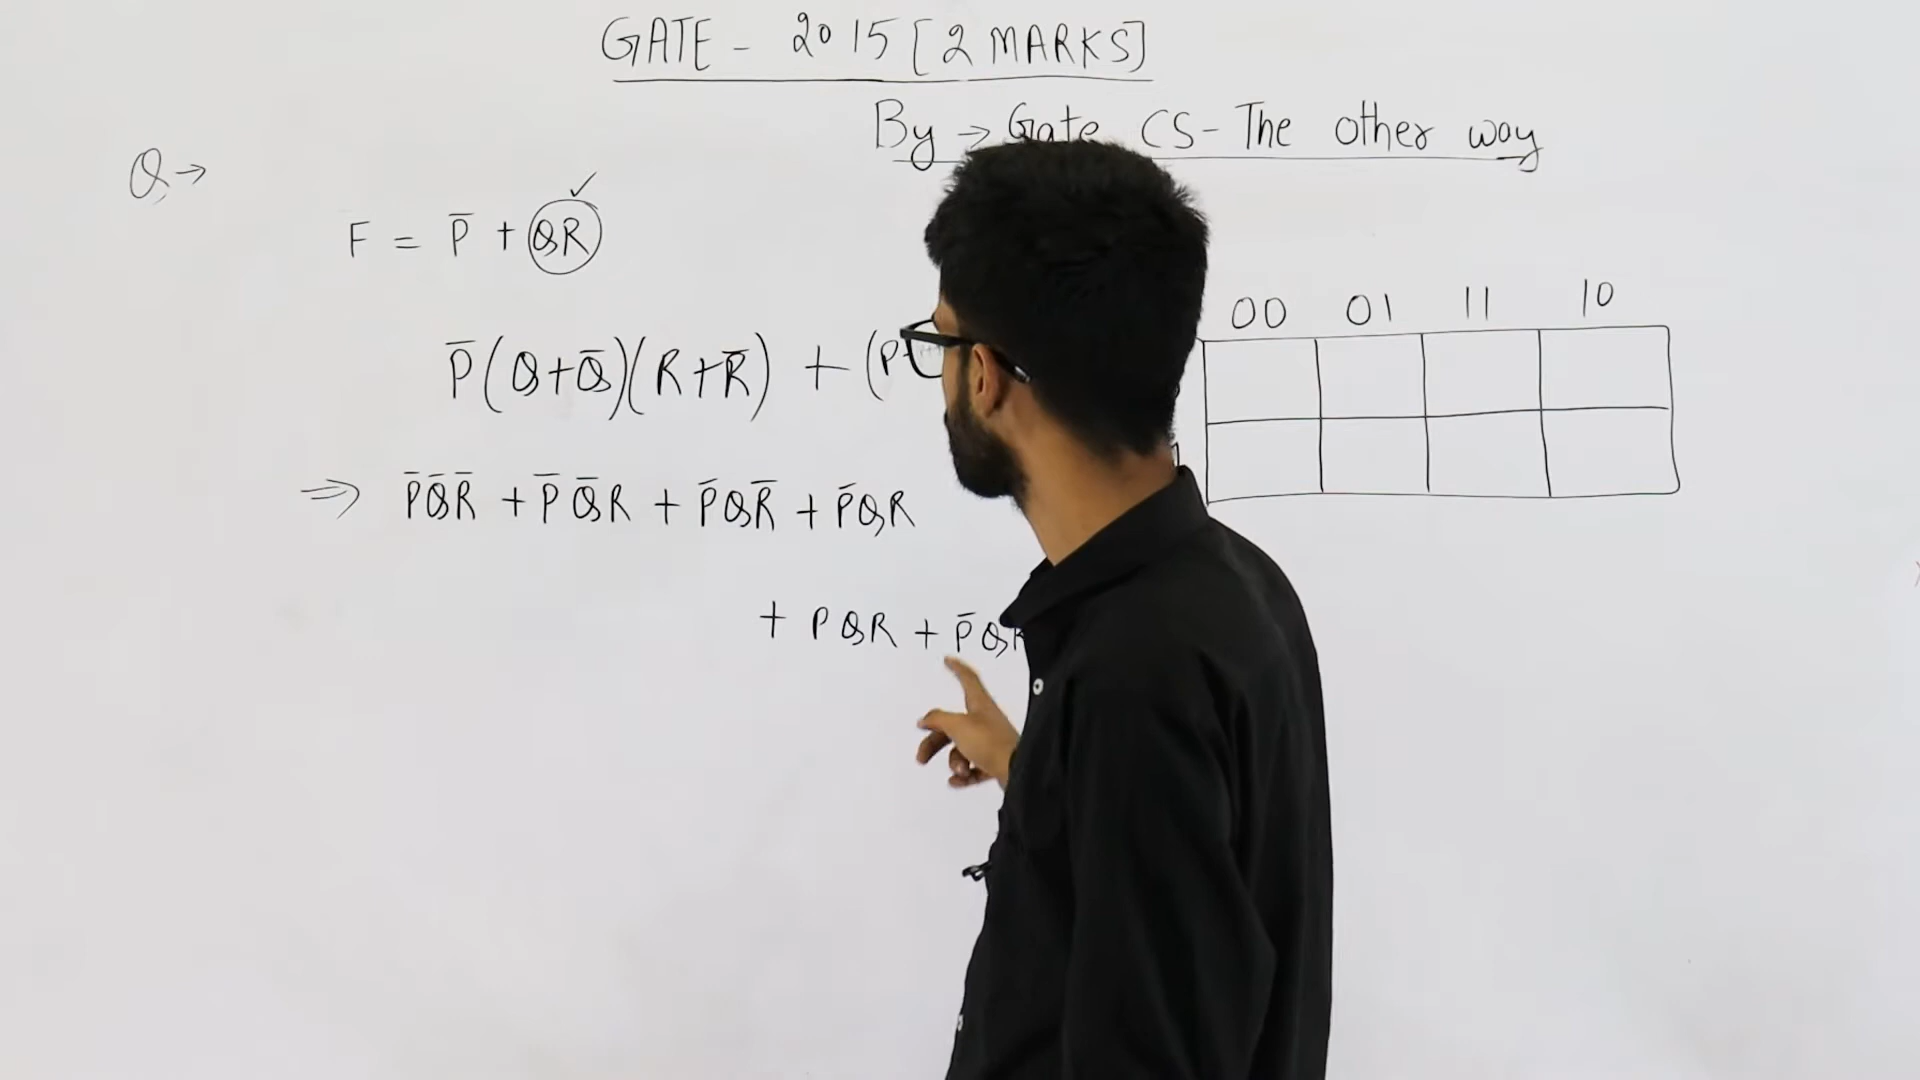 GATE - 2015 [2 MARKS]
By → Gate CS - The other way
Q →
F = P̅ + QR ✓
P̅(Q+Q̅)(R+R̅) + (P
⇒ P̅Q̅R̅ + P̅Q̅R + P̅QR̅ + P̅QR
+ PQR + P̅QR
00 01 11 10